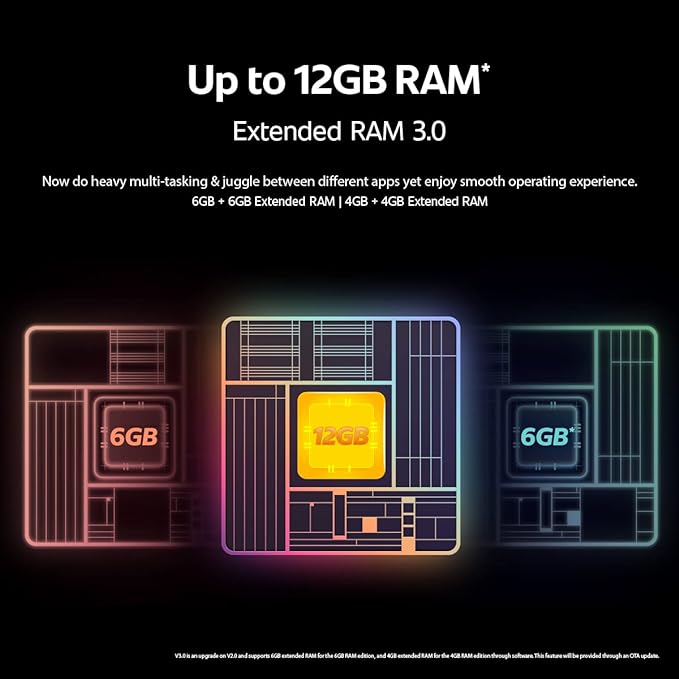 Up to 12GB RAM*
Extended RAM 3.0
Now do heavy multi-tasking & juggle between different apps yet enjoy smooth operating experience.
6GB + 6GB Extended RAM | 4GB + 4GB Extended RAM
6GB
12GB
6GB*
V3.0 is an upgrade on V2.0 and supports 6GB extended RAM for the 6GB RAM edition, and 4GB extended RAM for the 4GB RAM edition through software. This feature will be provided through an OTA update.